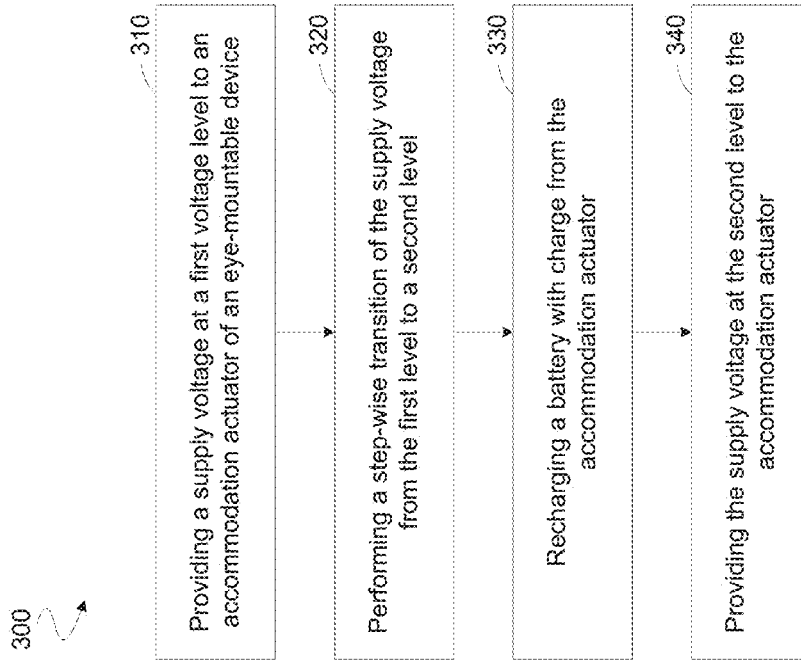 300
310
Providing a supply voltage at a first voltage level to an
accommodation actuator of an eye-mountable device
320
Performing a step-wise transition of the supply voltage
from the first level to a second level
330
Recharging a battery with charge from the
accommodation actuator
340
Providing the supply voltage at the second level to the
accommodation actuator